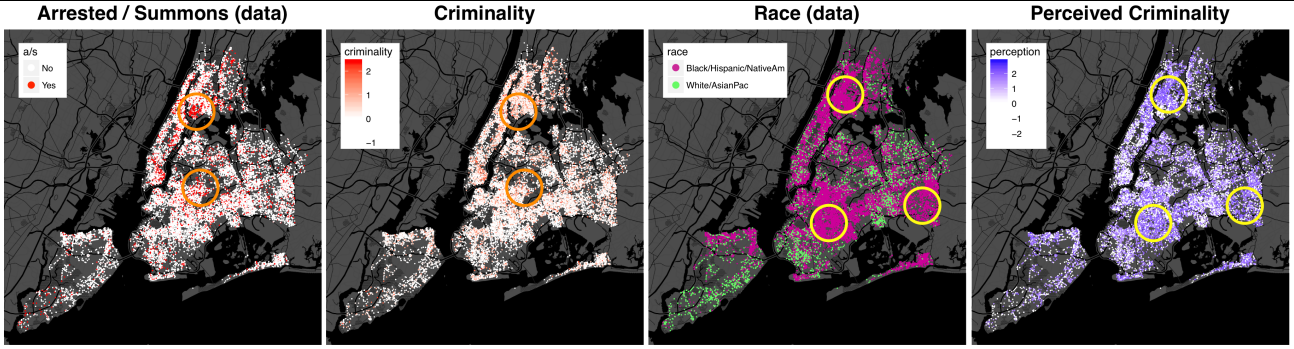 Arrested / Summons (data)
a/s
No
Yes
Criminality
criminality
2
1
0
−1
Race (data)
race
Black/Hispanic/NativeAm
White/AsianPac
Perceived Criminality
perception
2
1
0
−1
−2